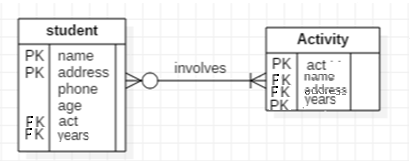 student
PK name
PK address
phone
age
FK act
FK years
involves
Activity
PK act
FK name
FK address
PK years